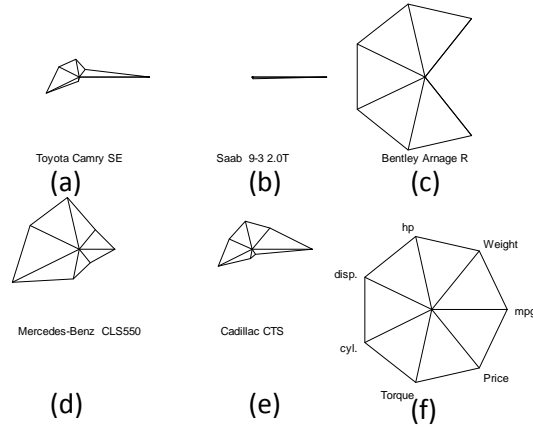 Toyota Camry SE
Saab 9-3 2.0T
Bentley Arnage R
(a)
(b)
(c)
hp
Weight
disp.
mpg
Mercedes-Benz CLS550
Cadillac CTS
cyl.
Price
Torque
(d)
(e)
(f)